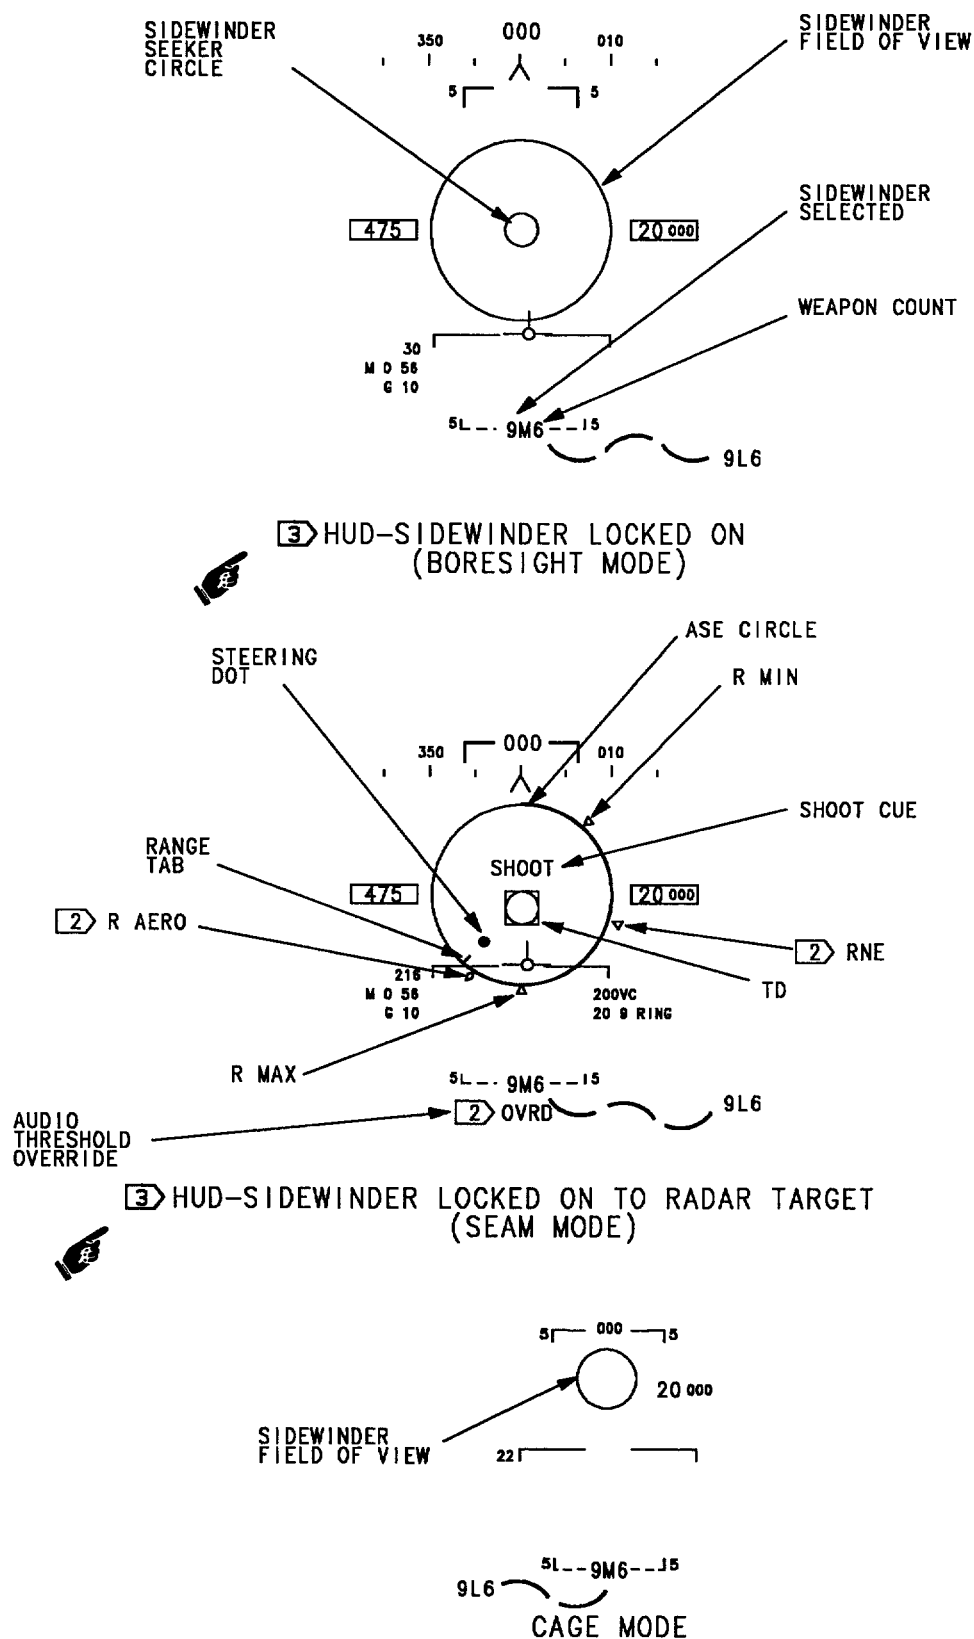 SIDEWINDER
SEEKER
CIRCLE
350 000 010
SIDEWINDER
FIELD OF VIEW
5 5
475
20 000
SIDEWINDER
SELECTED
WEAPON COUNT
30
M 0 56
G 10
5 9M6 15
9L6
3 HUD-SIDEWINDER LOCKED ON
(BORESIGHT MODE)
ASE CIRCLE
STEERING
DOT
R MIN
350 000 010
SHOOT CUE
RANGE
TAB
SHOOT
475
20 000
2 R AERO
2 RNE
216
M 0 56
G 10
200VC
20 9 RING
TD
R MAX
5 9M6 15
2 OVRD
9L6
AUDIO
THRESHOLD
OVERRIDE
3 HUD-SIDEWINDER LOCKED ON TO RADAR TARGET
(SEAM MODE)
5 000 5
20 000
SIDEWINDER
FIELD OF VIEW
22
5 9M6 15
9L6
CAGE MODE